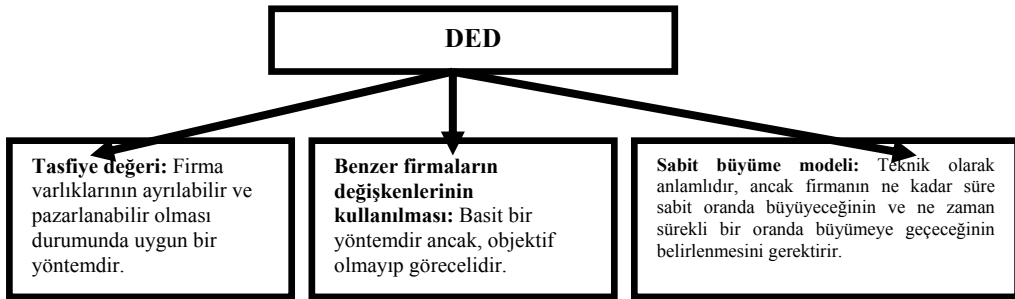 DED
Tasfiye değeri: Firma
varlıklarının ayrılabilir ve
pazarlanabilir olması
durumunda uygun bir
yöntemdir.
Benzer firmaların
değişkenlerinin
kullanılması: Basit bir
yöntemdir ancak, objektif
olmayıp görecelidir.
Sabit büyüme modeli: Teknik olarak
anlamlıdır, ancak firmanın ne kadar süre
sabit oranda büyüyeceğinin ve ne zaman
sürekli bir oranda büyümeye geçeceğinin
belirlenmesini gerektirir.